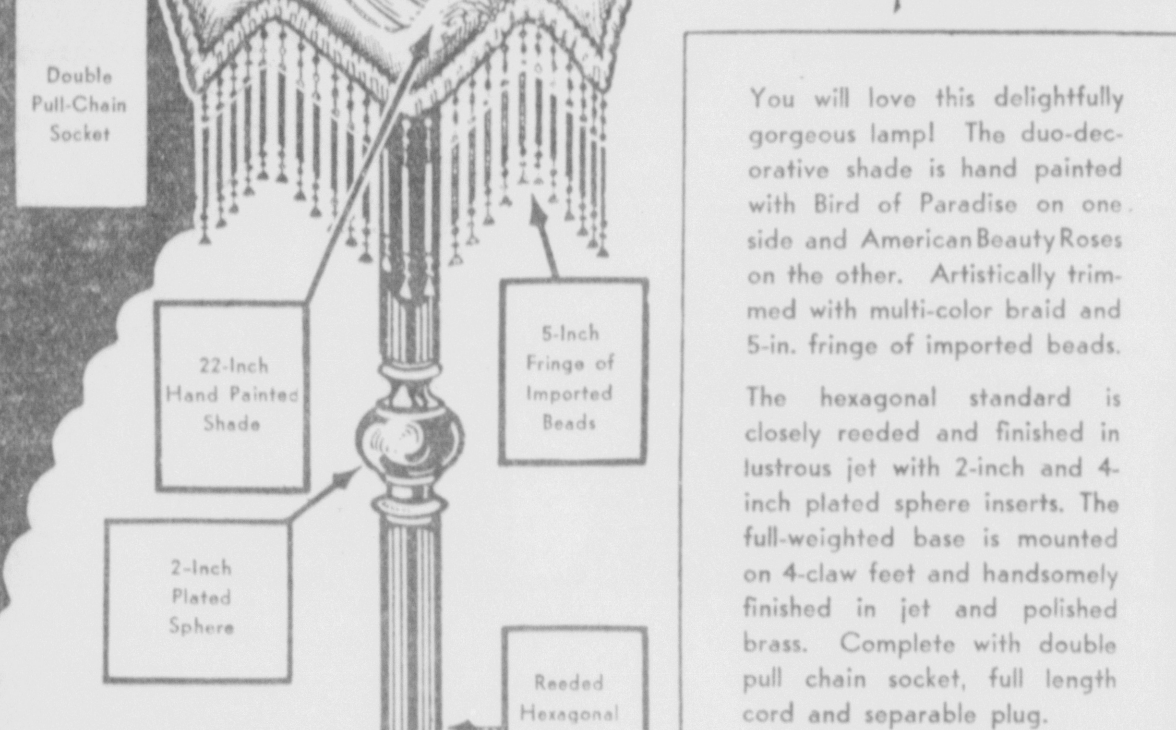 Double
Pull-Chain
Socket
22-Inch
Hand Painted
Shade
5-Inch
Fringe of
Imported
Beads
2-Inch
Plated
Sphere
Reeded
Hexagonal
You will love this delightfully
gorgeous lamp! The duo-dec-
orative shade is hand painted
with Bird of Paradise on one
side and American Beauty Roses
on the other. Artistically trim-
med with multi-color braid and
5-in. fringe of imported beads.
The hexagonal standard is
closely reeded and finished in
lustrous jet with 2-inch and 4-
inch plated sphere inserts. The
full-weighted base is mounted
on 4-claw feet and handsomely
finished in jet and polished
brass. Complete with double
pull chain socket, full length
cord and separable plug.